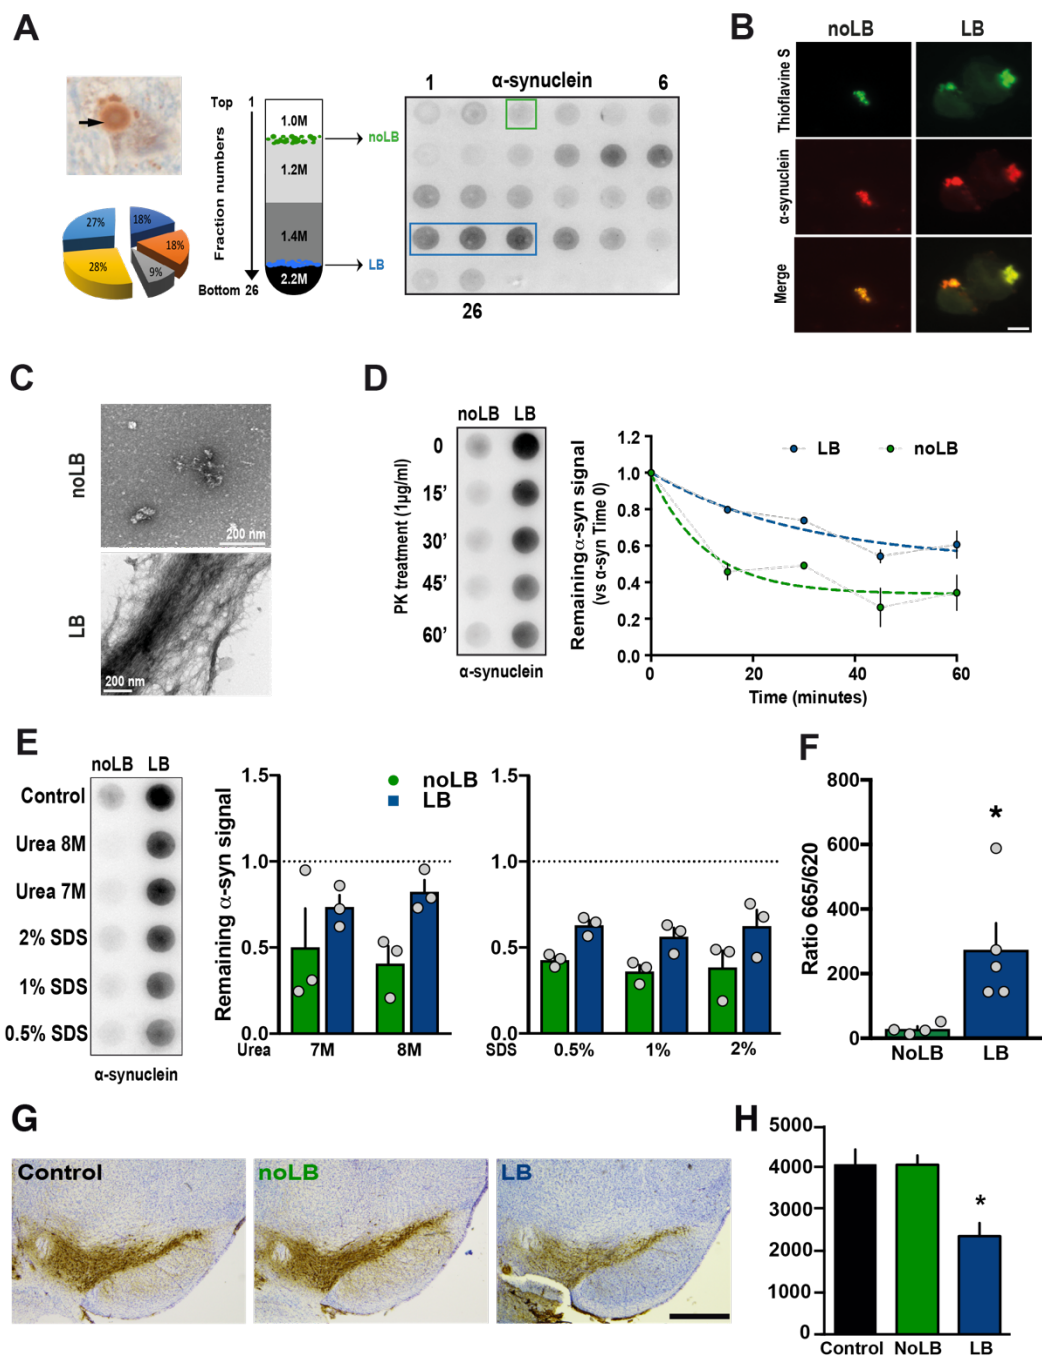 A
Top
1
1.0M
noLB
1.2M
Fraction numbers
1.4M
LB
2.2M
Bottom 26
27%
18%
18%
28%
9%
1
α-synuclein
6
26
B
noLB
LB
Thioflavine S
α-synuclein
Merge
C
noLB
200 nm
LB
200 nm
D
noLB
LB
PK treatment (1µg/ml)
0
15’
30’
45’
60’
α-synuclein
Remaining α-syn signal
(vs α-syn Time 0)
1.2
1.0
0.8
0.6
0.4
0.2
0.0
LB
noLB
0
20
40
60
Time (minutes)
E
noLB
LB
Control
Urea 8M
Urea 7M
2% SDS
1% SDS
0.5% SDS
α-synuclein
Remaining α-syn signal
1.5
1.0
0.5
0.0
noLB
LB
Urea
7M
8M
1.5
1.0
0.5
0.0
SDS
0.5%
1%
2%
F
Ratio 665/620
800
600
400
200
0
*
NoLB
LB
G
Control
noLB
LB
H
5000
4000
3000
2000
1000
0
*
Control
NoLB
LB